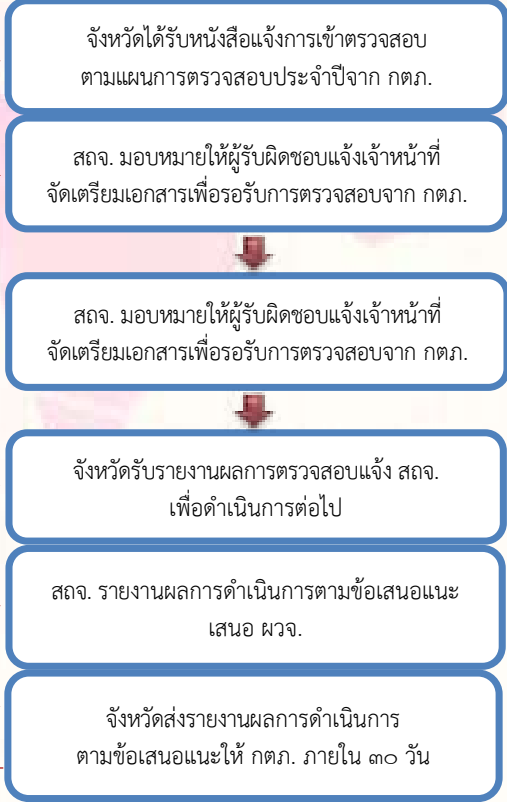 จังหวัดได้รับหนังสือแจ้งการเข้าตรวจสอบ
ตามแผนการตรวจสอบประจำปีจาก กตภ.
สถจ. มอบหมายให้ผู้รับผิดชอบแจ้งเจ้าหน้าที่
จัดเตรียมเอกสารเพื่อรอรับการตรวจสอบจาก กตภ.
สถจ. มอบหมายให้ผู้รับผิดชอบแจ้งเจ้าหน้าที่
จัดเตรียมเอกสารเพื่อรอรับการตรวจสอบจาก กตภ.
จังหวัดรับรายงานผลการตรวจสอบแจ้ง สถจ.
เพื่อดำเนินการต่อไป
สถจ. รายงานผลการดำเนินการตามข้อเสนอแนะ
เสนอ ผวจ.
จังหวัดส่งรายงานผลการดำเนินการ
ตามข้อเสนอแนะให้ กตภ. ภายใน ๓๐ วัน